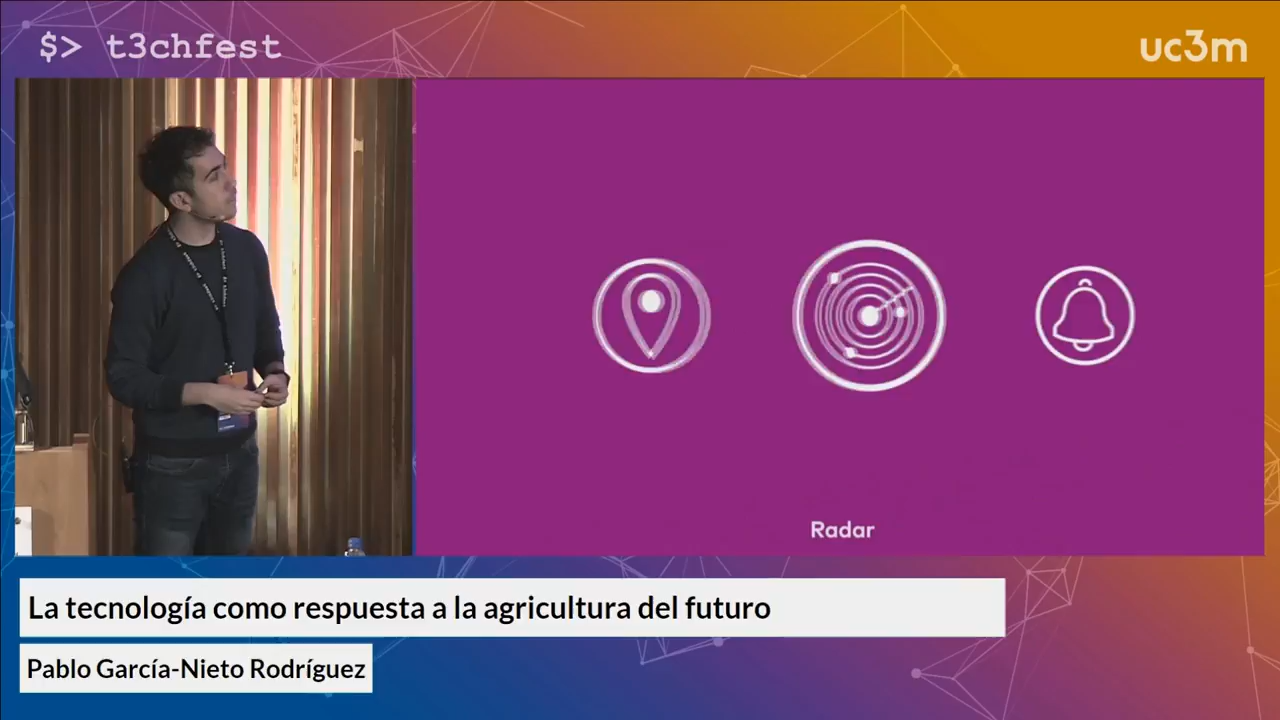 $> t3chfest
uc3m
Radar
La tecnología como respuesta a la agricultura del futuro
Pablo García-Nieto Rodríguez